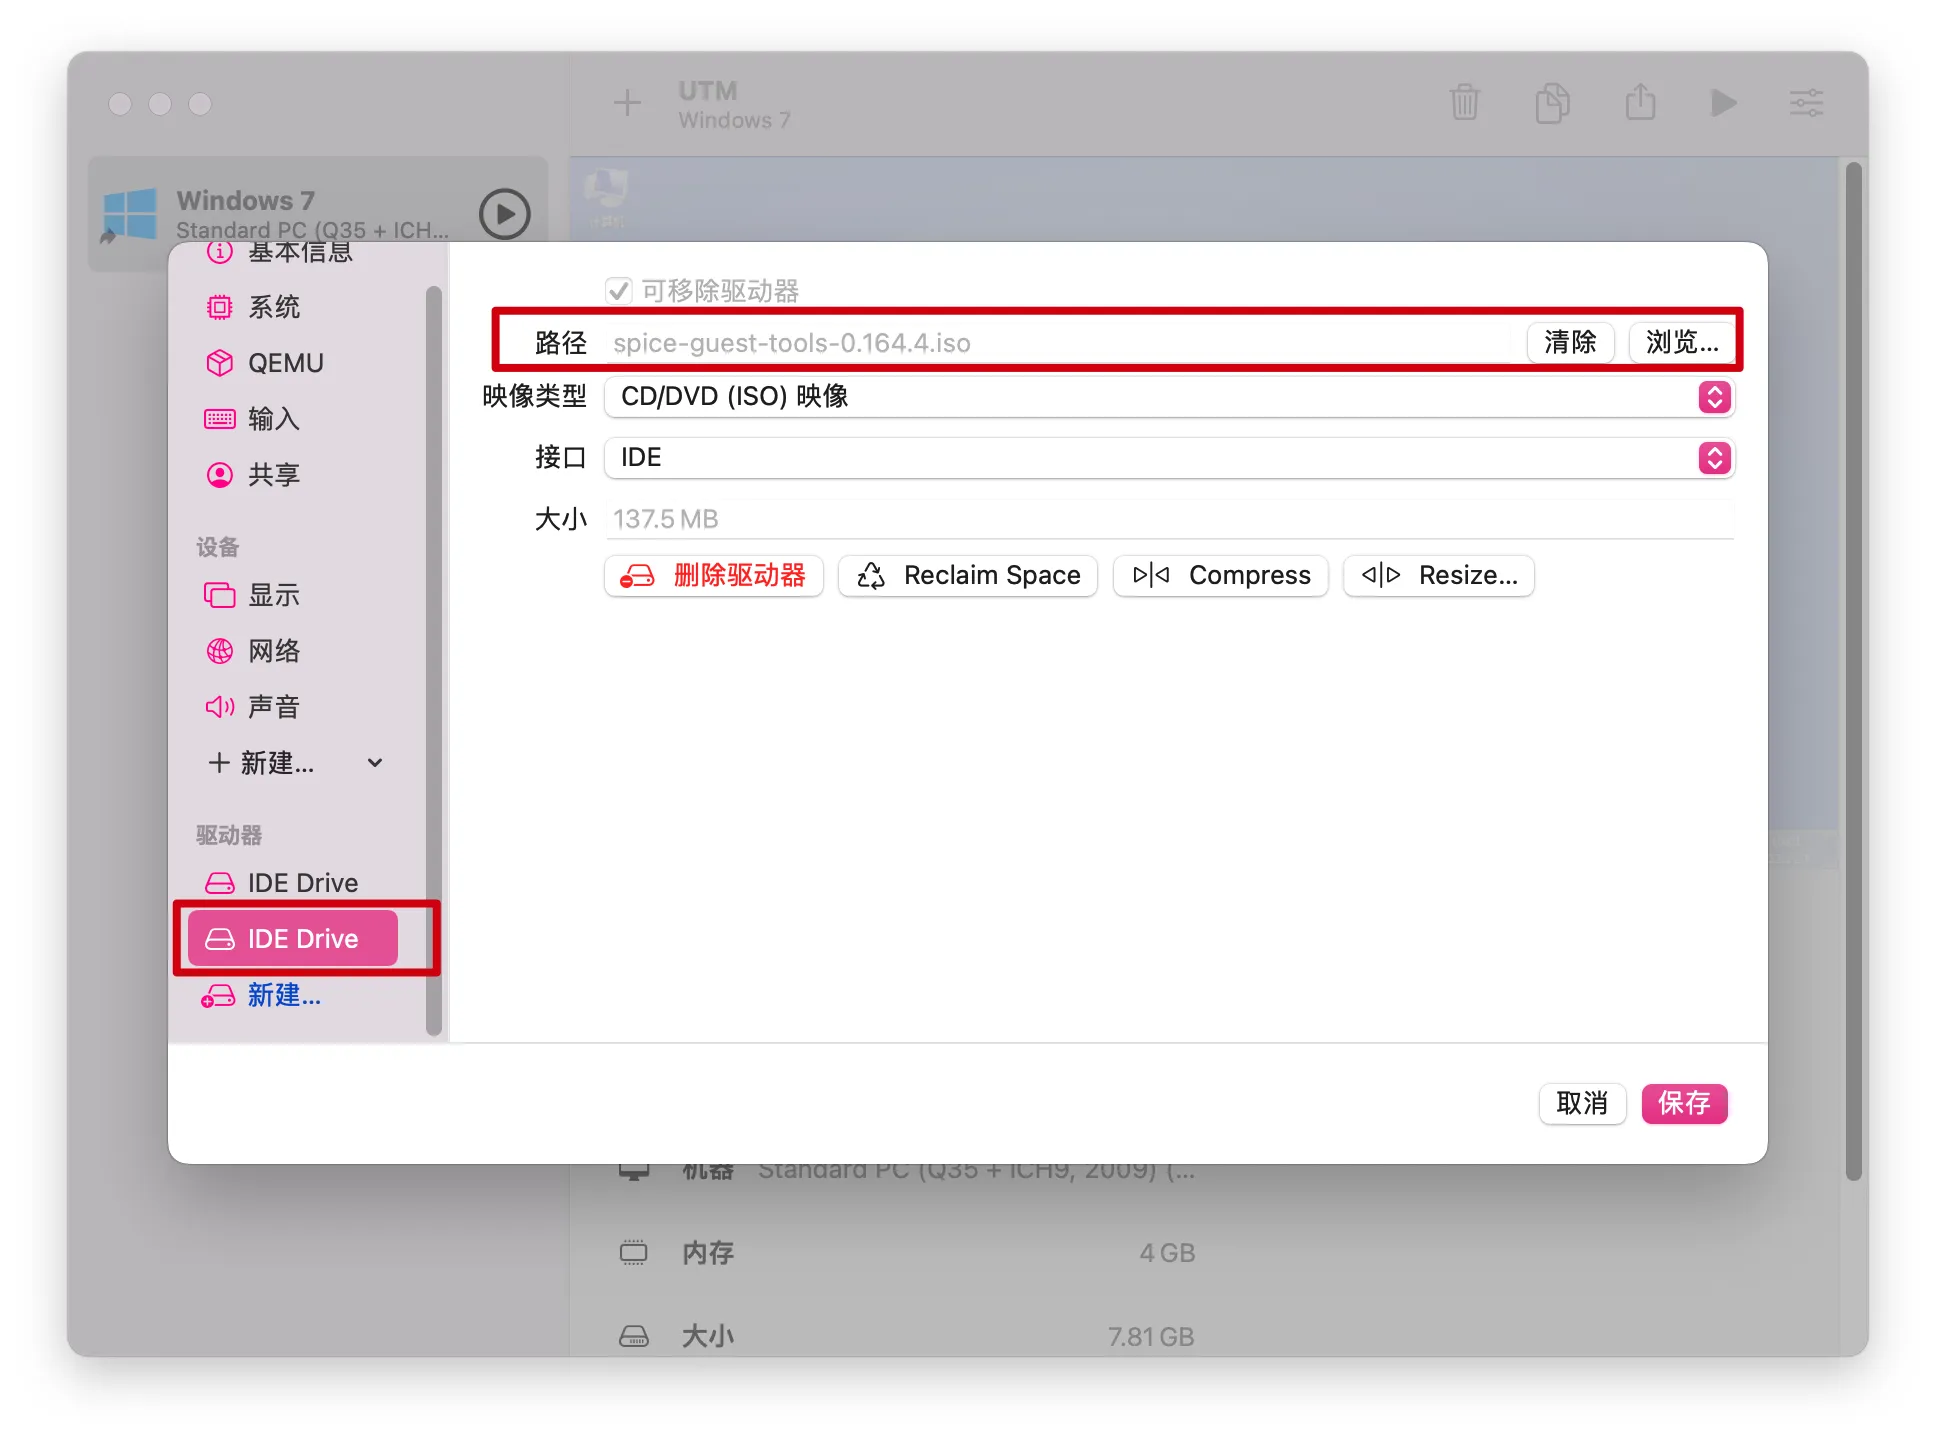 UTM
Windows 7
Windows 7
Standard PC (Q35 + ICH...
计算机
基本信息
系统
QEMU
输入
共享
设备
显示
网络
声音
新建...
驱动器
IDE Drive
IDE Drive
新建...
可移除驱动器
路径 spice-guest-tools-0.164.4.iso 清除 浏览...
映像类型 CD/DVD (ISO) 映像
接口 IDE
大小 137.5 MB
删除驱动器 Reclaim Space Compress Resize...
取消 保存
机器 Standard PC (Q35 + ICH9, 2009) (...
内存 4 GB
大小 7.81 GB